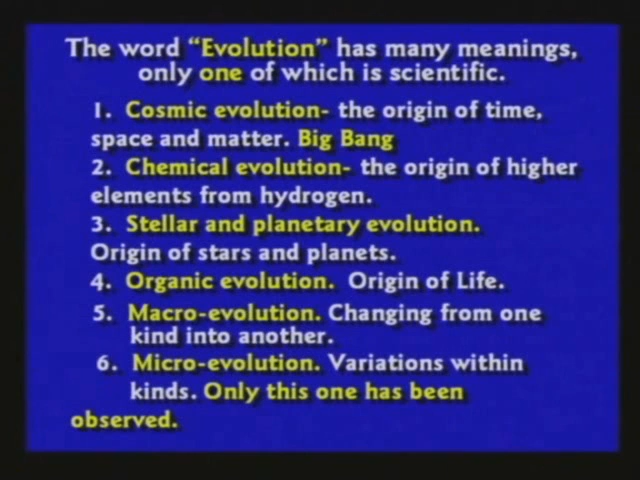 The word “Evolution” has many meanings,
only one of which is scientific.
1. Cosmic evolution- the origin of time,
space and matter. Big Bang
2. Chemical evolution- the origin of higher
elements from hydrogen.
3. Stellar and planetary evolution.
Origin of stars and planets.
4. Organic evolution. Origin of Life.
5. Macro-evolution. Changing from one
kind into another.
6. Micro-evolution. Variations within
kinds. Only this one has been
observed.